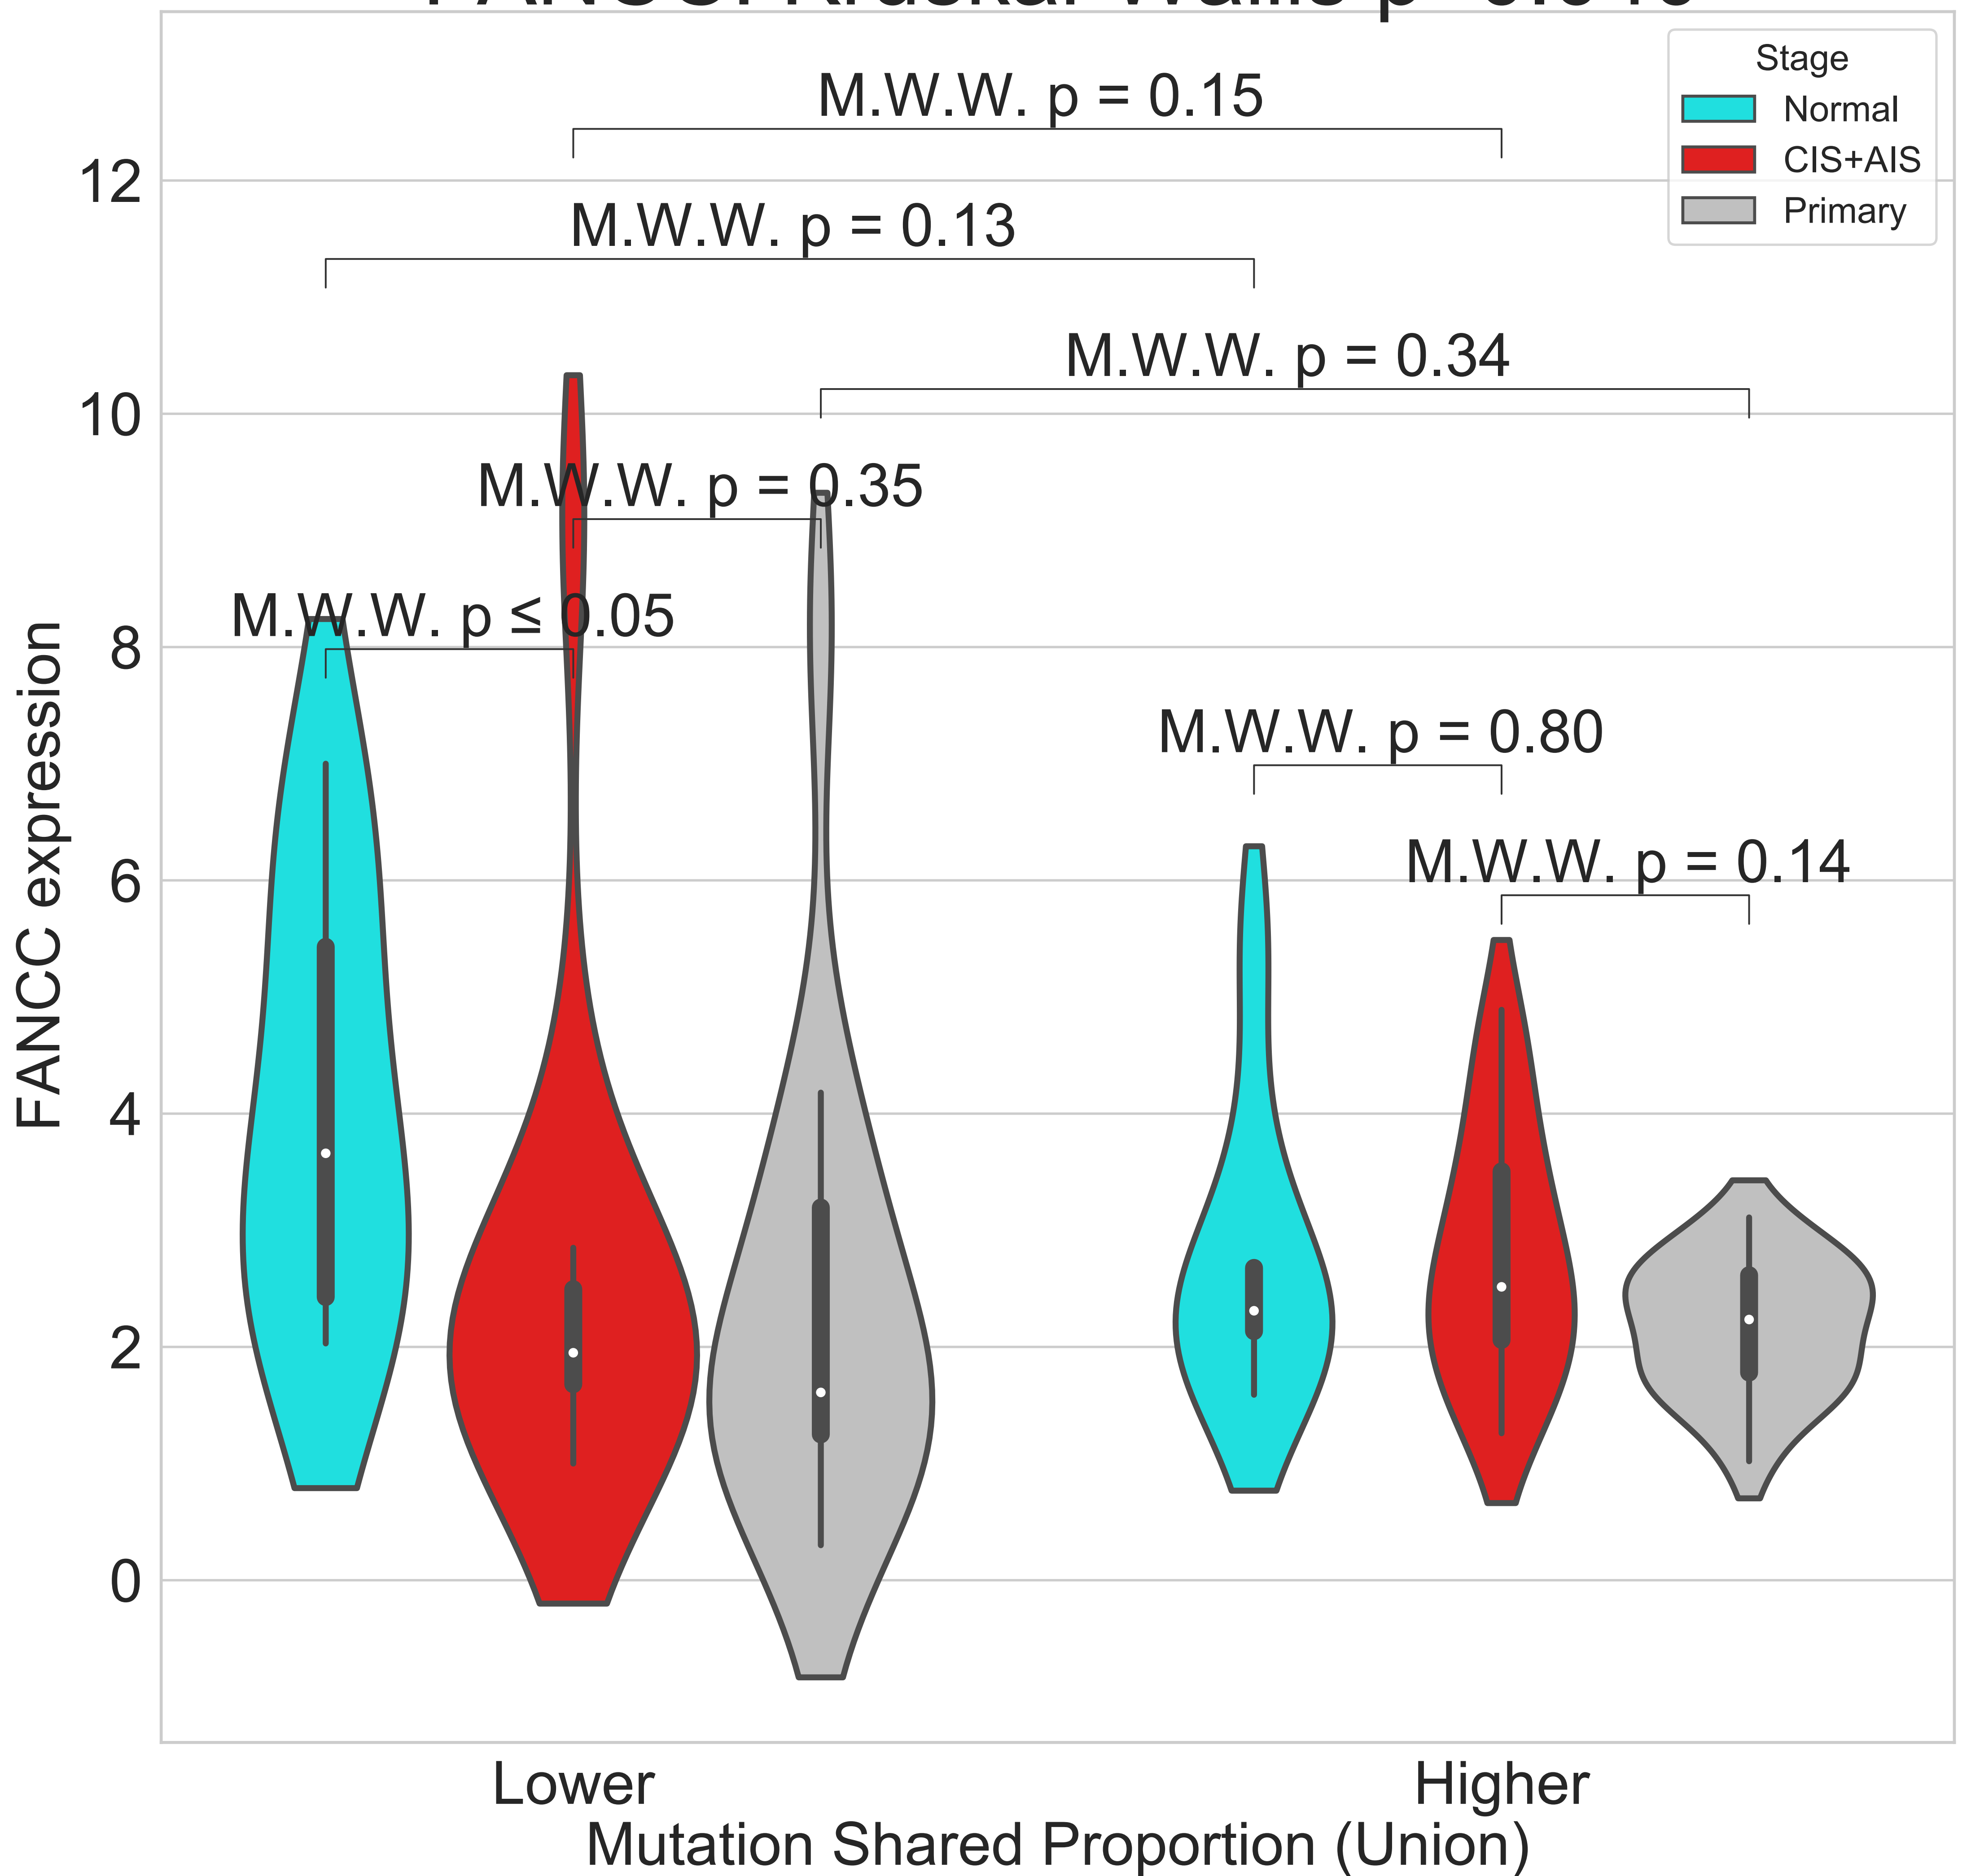 Stage
Normal
CIS+AIS
Primary
M.W.W. p = 0.15
M.W.W. p = 0.13
M.W.W. p = 0.34
M.W.W. p = 0.35
M.W.W. p ≤ 0.05
M.W.W. p = 0.80
M.W.W. p = 0.14
12
10
8
6
4
2
0
FANCC expression
Lower
Higher
Mutation Shared Proportion (Union)